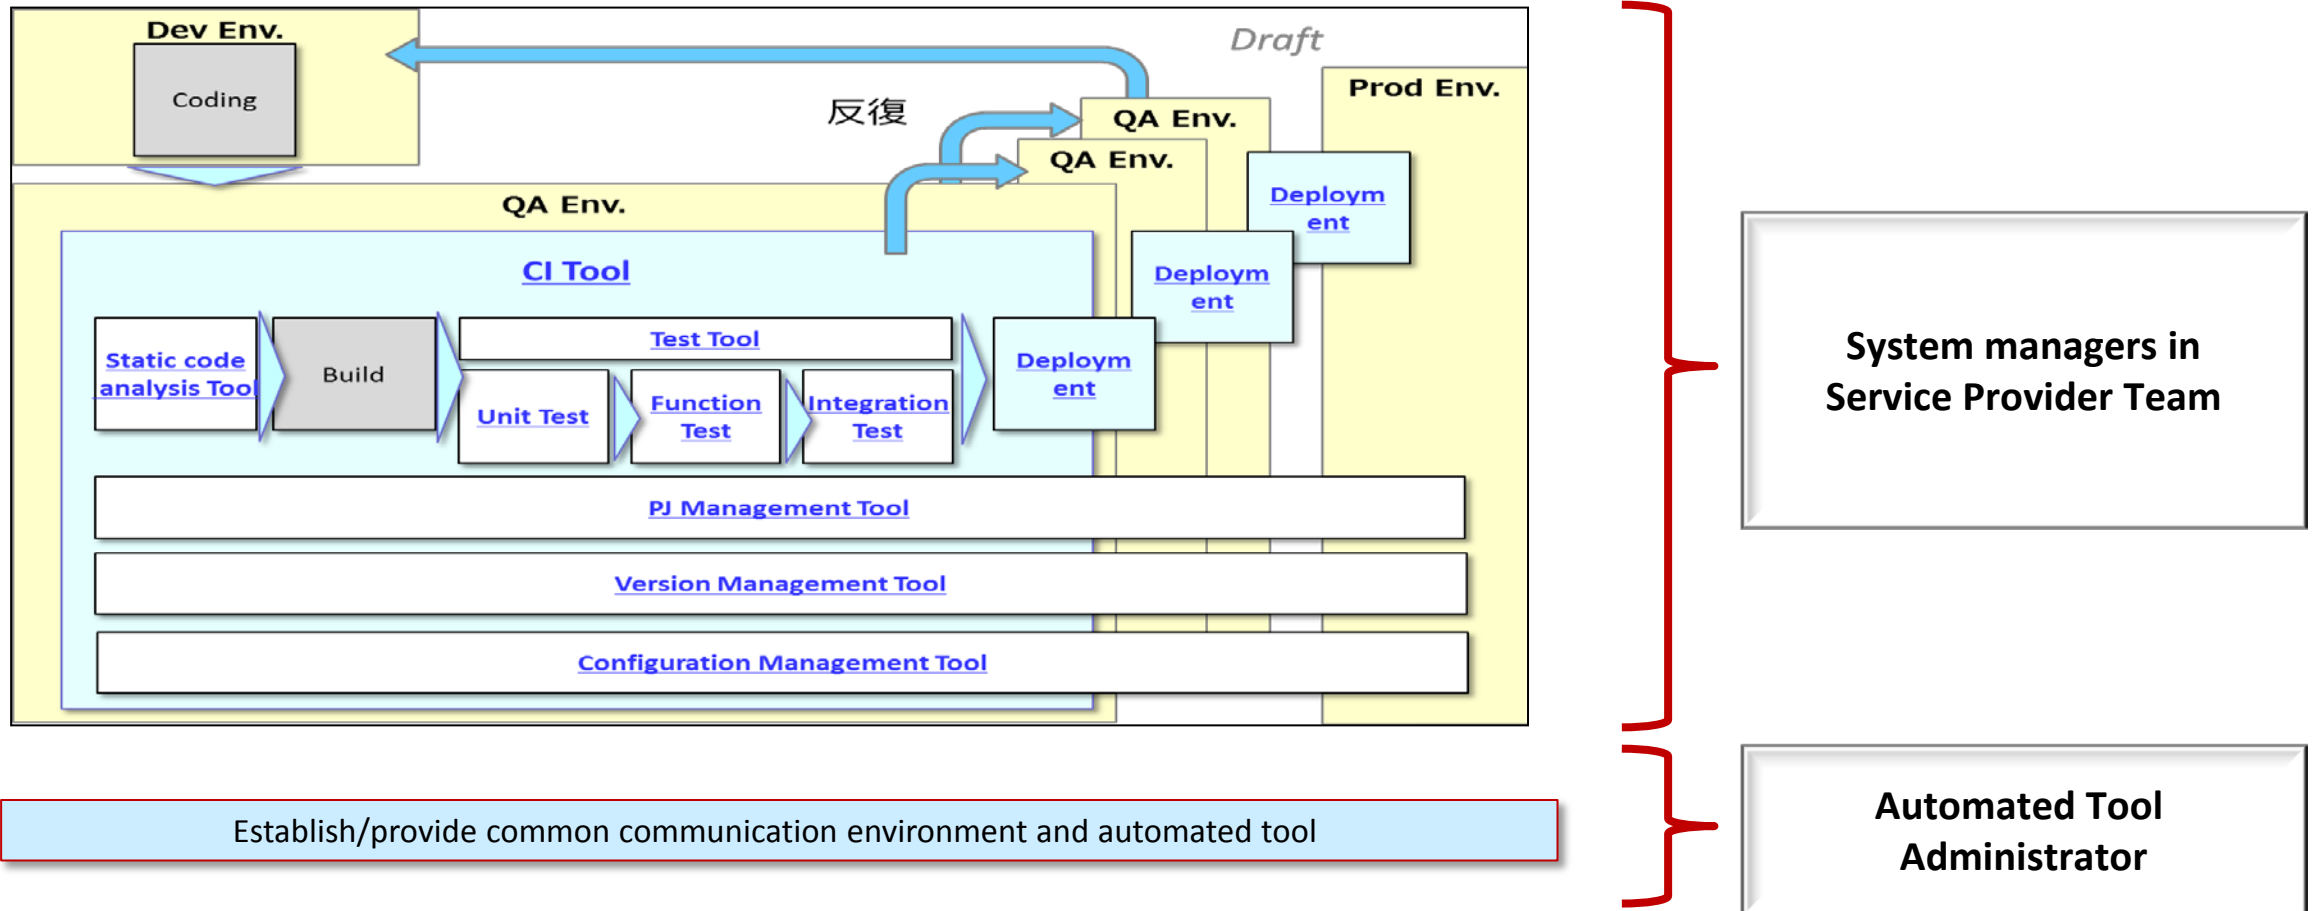 Dev Env.
Coding
Draft
反復
Prod Env.
QA Env.
QA Env.
QA Env.
Deploym
ent
Deploym
ent
CI Tool
Static code
analysis Tool
Build
Test Tool
Unit Test
Function
Test
Integration
Test
Deploym
ent
PJ Management Tool
Version Management Tool
Configuration Management Tool
System managers in
Service Provider Team
Establish/provide common communication environment and automated tool
Automated Tool
Administrator